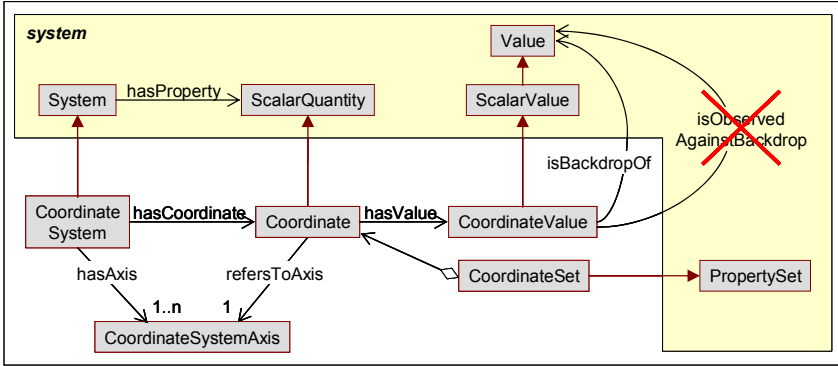 system
Value
hasProperty
System
ScalarQuantity
ScalarValue
isObserved
AgainstBackdrop
isBackdropOf
Coordinate
System
hasCoordinate
Coordinate
hasValue
CoordinateValue
hasAxis
refersToAxis
CoordinateSet
PropertySet
1..n
1
CoordinateSystemAxis